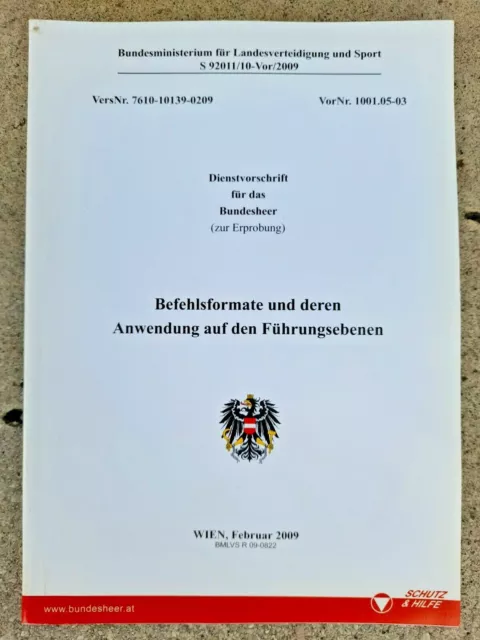 Bundesministerium für Landesverteidigung und Sport
S 92011/10-Vor/2009
VersNr. 7610-10139-0209 VorNr. 1001.05-03
Dienstvorschrift
für das
Bundesheer
(zur Erprobung)
Befehlsformate und deren
Anwendung auf den Führungsebenen
WIEN, Februar 2009
BMLVS R 09-0822
www.bundesheer.at
SCHUTZ
& HILFE